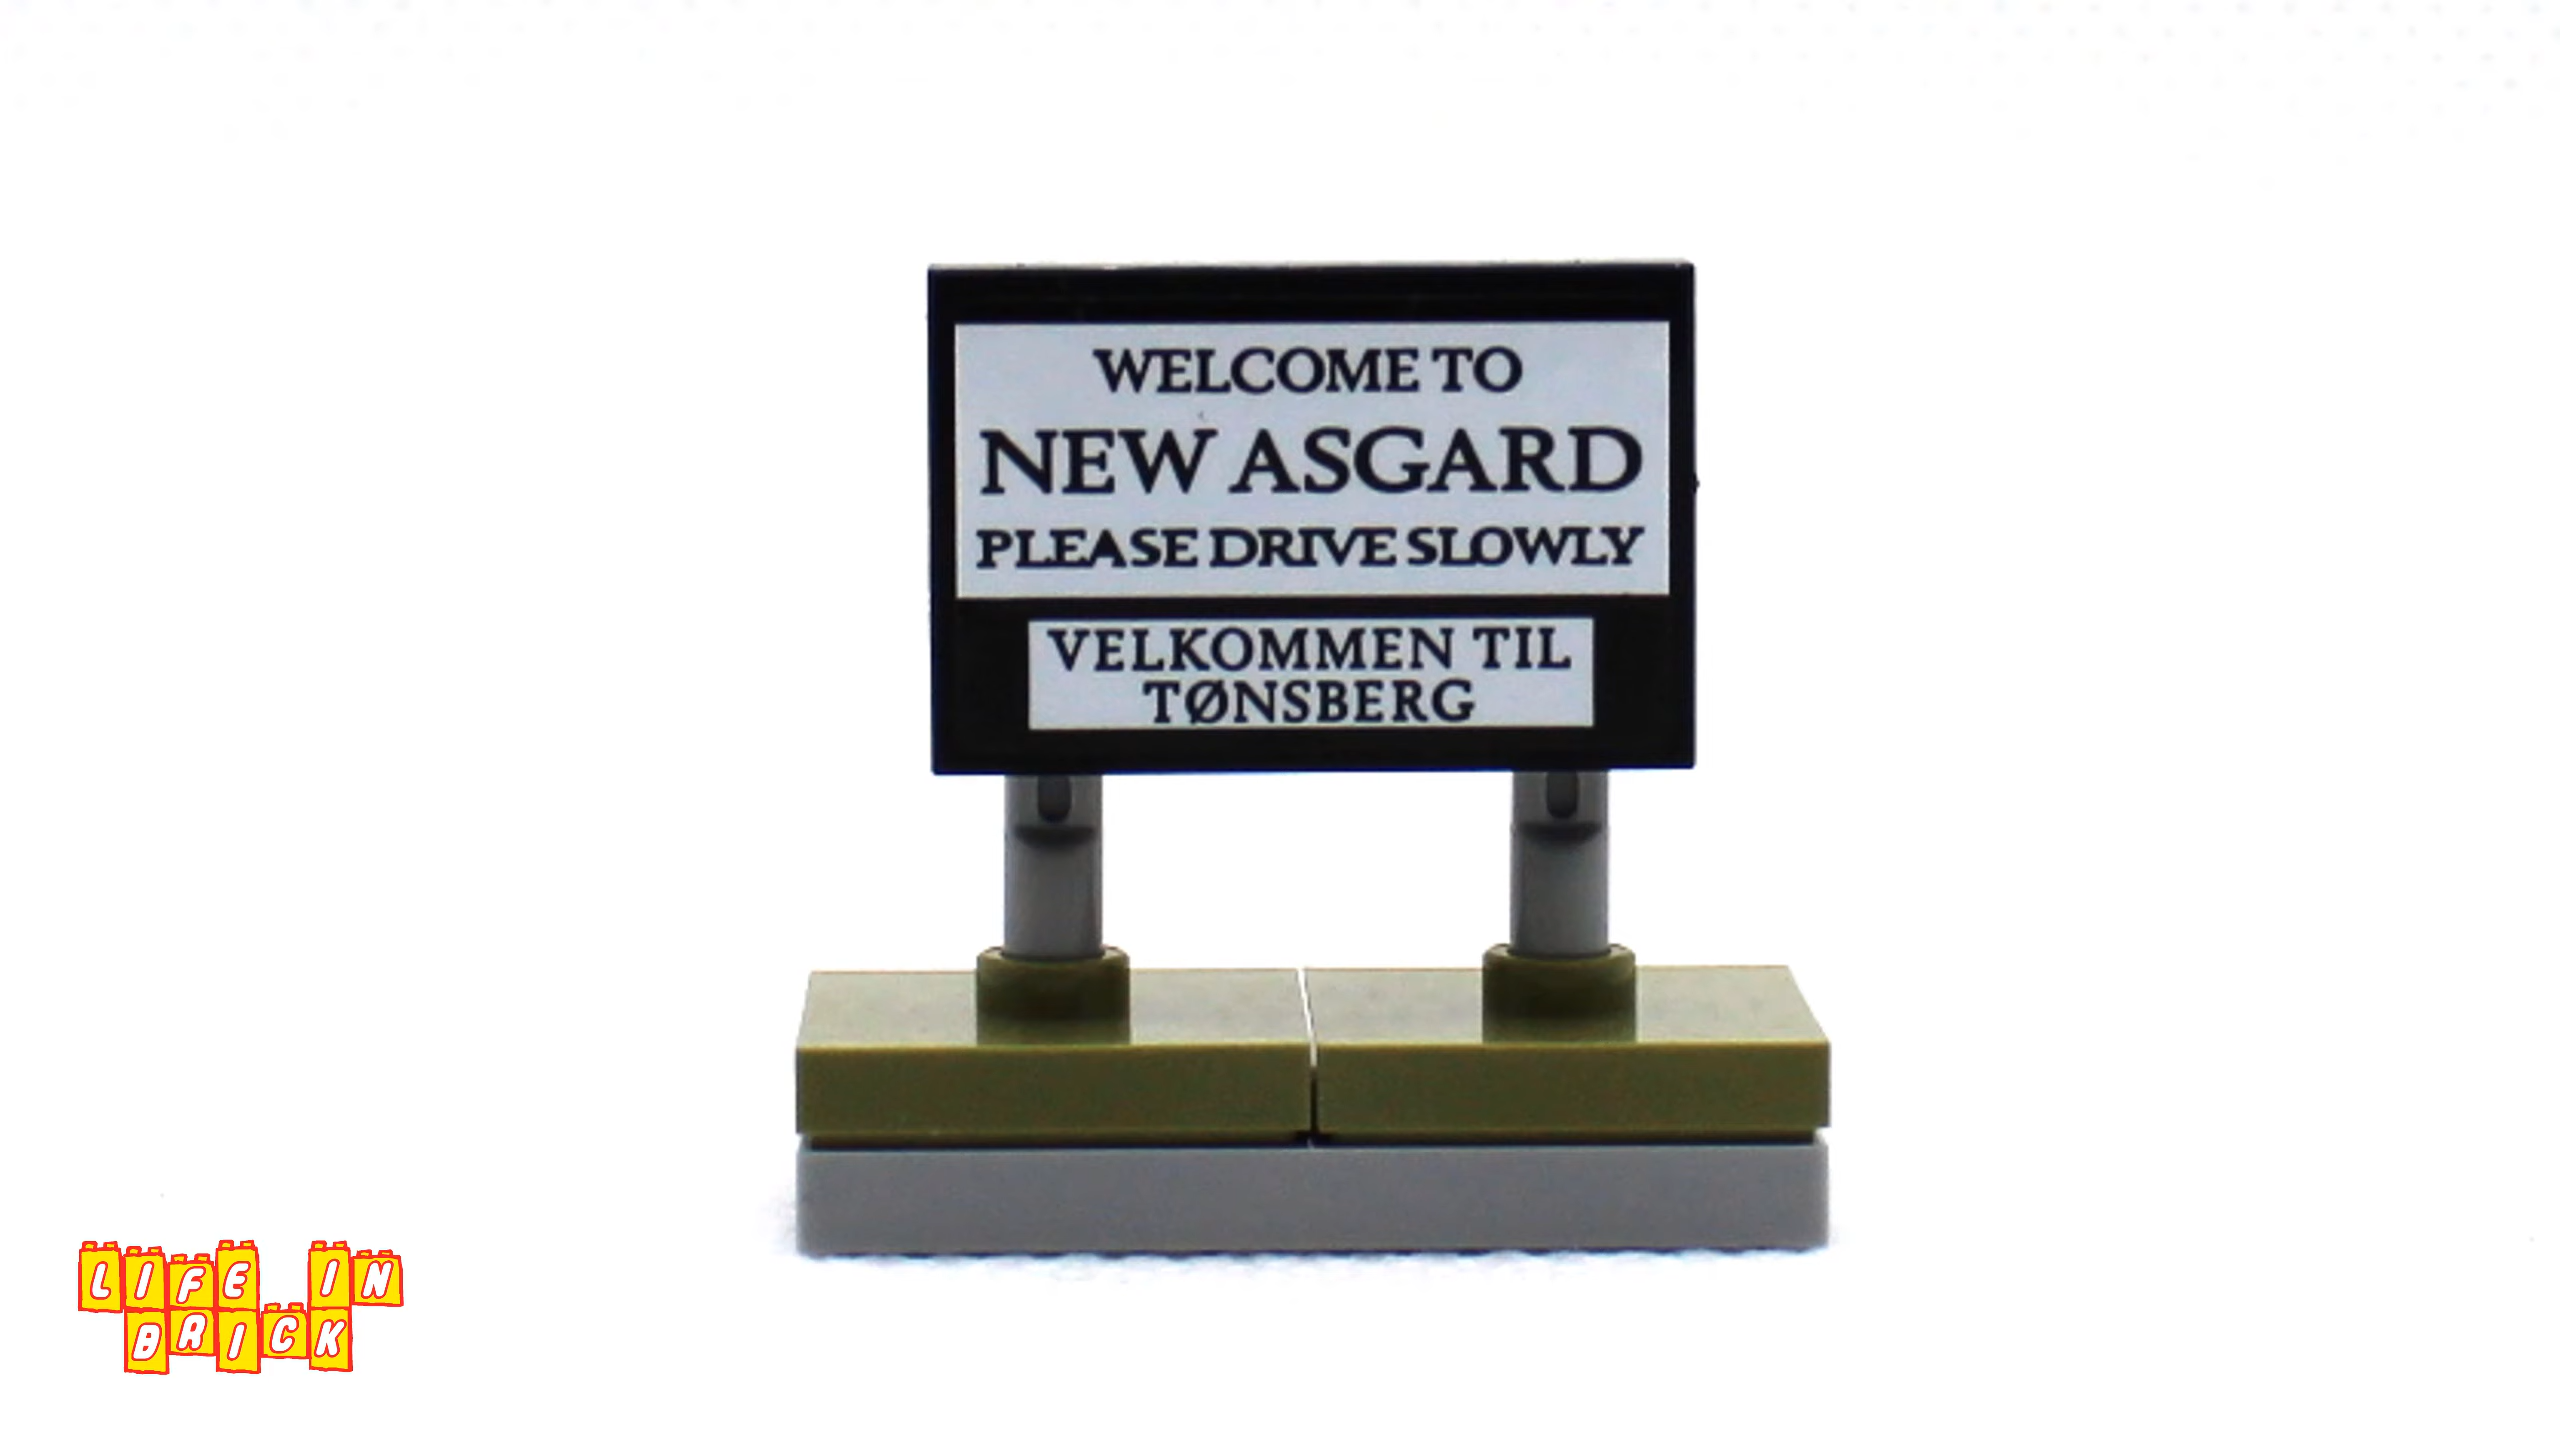 WELCOME TO
NEW ASGARD
PLEASE DRIVE SLOWLY
VELKOMMEN TIL
TØNSBERG
LIFE IN
BRICK